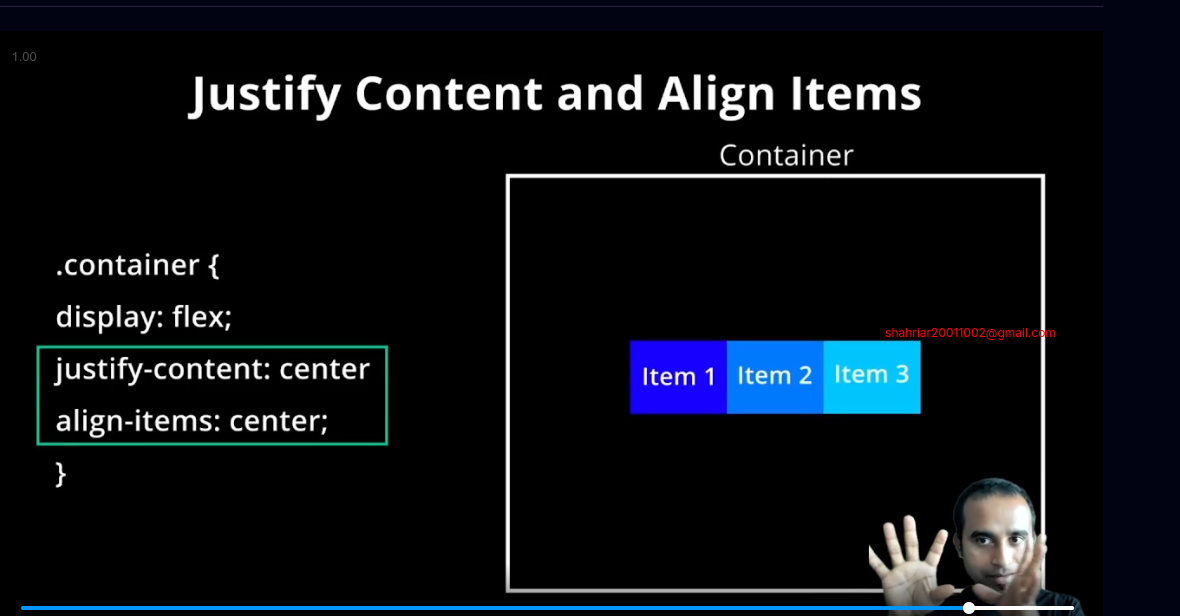 1.00
Justify Content and Align Items
Container
.container {
display: flex;
justify-content: center
align-items: center;
}
shahriar20011002@gmail.com
Item 1 Item 2 Item 3